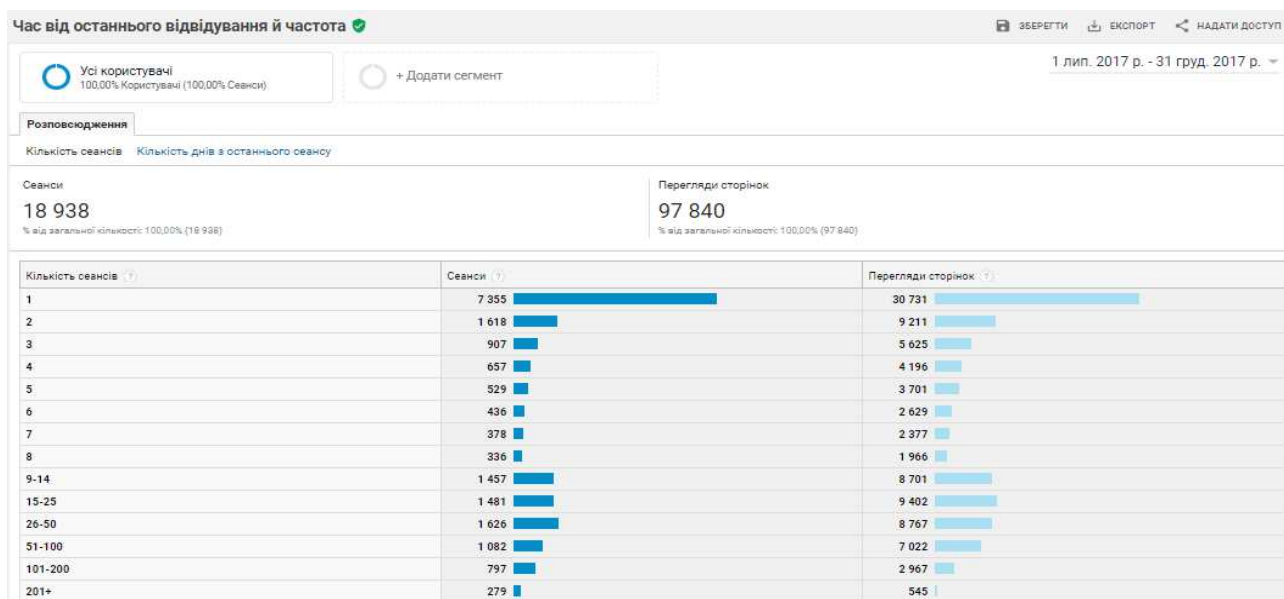 Час від останнього відвідування й частота
ЗБЕРЕГТИ ЕКСПОРТ НАДАТИ ДОСТУП
Усі користувачі
100,00% Користувачі (100,00% Сеанси)
+ Додати сегмент
1 лип. 2017 р. - 31 груд. 2017 р.
Розповсюдження
Кількість сеансів Кількість днів з останнього сеансу
Сеанси Перегляди сторінок
18 938 97 840
% від загальної кількості: 100,00% (18 938) % від загальної кількості: 100,00% (97 840)
Кількість сеансів ? Сеанси ? Перегляди сторінок ?
1 7 355 30 731
2 1 618 9 211
3 907 5 625
4 657 4 196
5 529 3 701
6 436 2 629
7 378 2 377
8 336 1 966
9-14 1 457 8 701
15-25 1 481 9 402
26-50 1 626 8 767
51-100 1 082 7 022
101-200 797 2 967
201+ 279 545